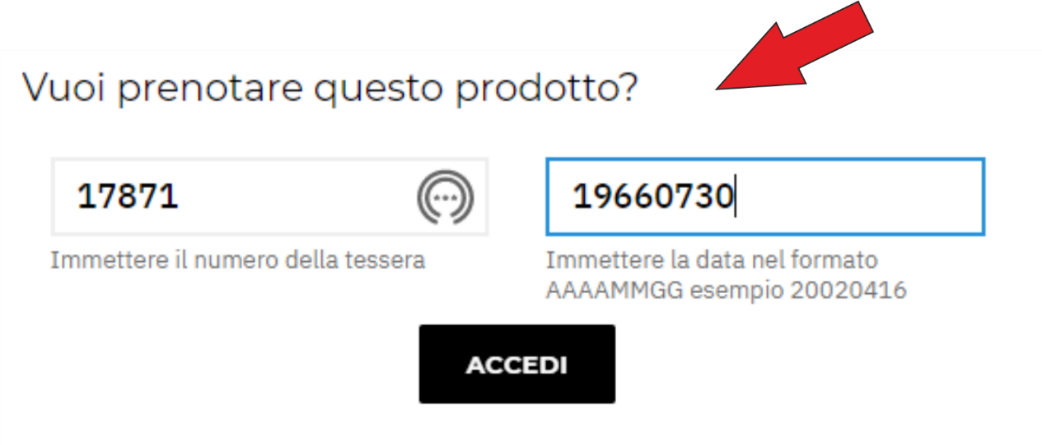 Vuoi prenotare questo prodotto?
17871
19660730
Immettere il numero della tessera
Immettere la data nel formato
AAAAMMGG esempio 20020416
ACCEDI